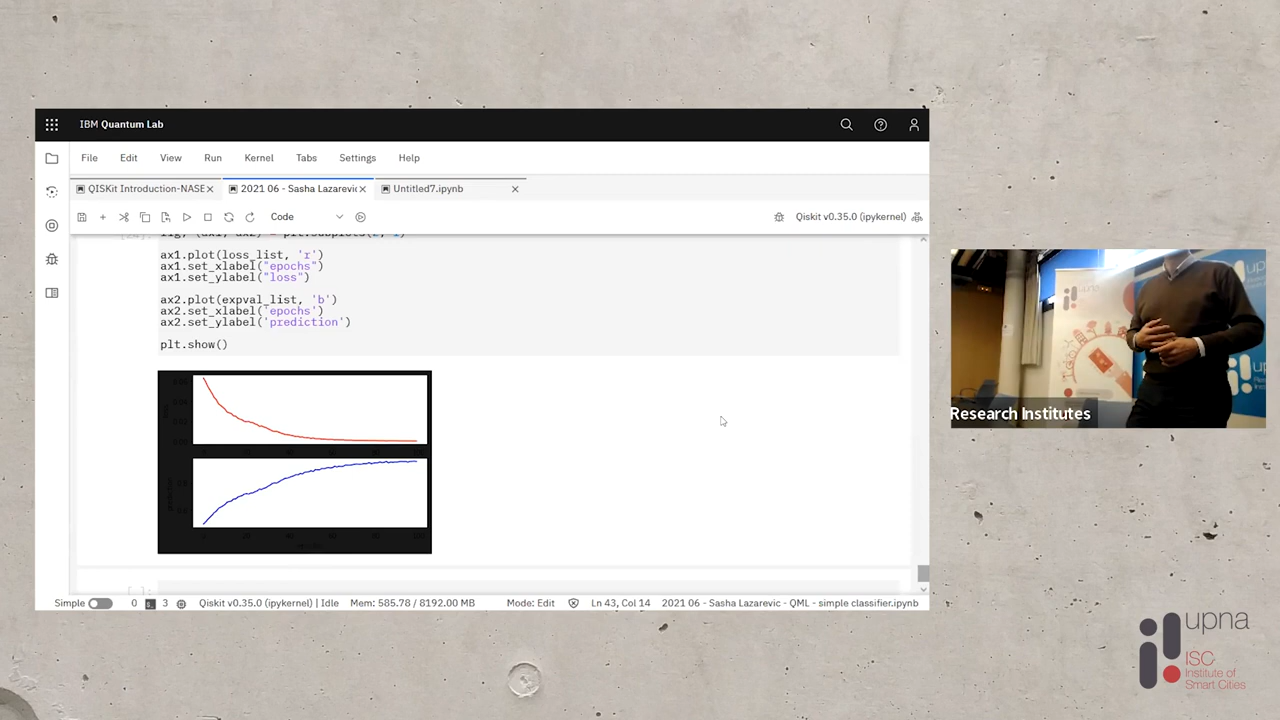 IBM Quantum Lab
File Edit View Run Kernel Tabs Settings Help
QISKit Introduction-NASE
2021 06 - Sasha Lazarevic
Untitled7.ipynb
Code
Qiskit v0.35.0 (ipykernel)
ax1.plot(loss_list, 'r')
ax1.set_xlabel("epochs")
ax1.set_ylabel("loss")
ax2.plot(expval_list, 'b')
ax2.set_xlabel('epochs')
ax2.set_ylabel('prediction')
plt.show()
[ ]:
Simple 0 3 Qiskit v0.35.0 (ipykernel) | Idle Mem: 585.78 / 8192.00 MB Mode: Edit Ln 43, Col 14 2021 06 - Sasha Lazarevic - QML - simple classifier.ipynb
upna
Research Institutes
upna
ISC
Institute of
Smart Cities